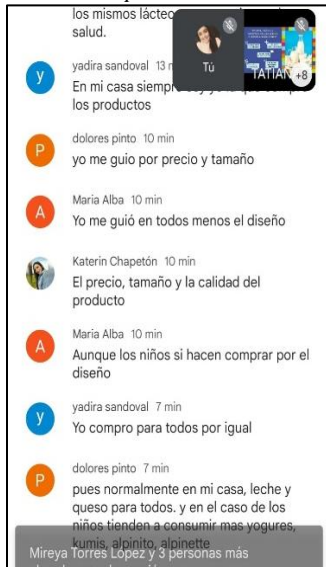 los mismos lácteo
salud.
yadira sandoval 13
En mi casa siempre
los productos
dolores pinto 10 min
yo me guio por precio y tamaño
Maria Alba 10 min
Yo me guió en todos menos el diseño
Katerin Chapetón 10 min
El precio, tamaño y la calidad del
producto
Maria Alba 10 min
Aunque los niños si hacen comprar por el
diseño
yadira sandoval 7 min
Yo compro para todos por igual
dolores pinto 7 min
pues normalmente en mi casa, leche y
queso para todos. y en el caso de los
niños tienden a consumir mas yogures,
kumis, alpinito, alpinette
Mireya Torres López y 3 personas más
Tú
TATIAN
+8
y
P
A
A
y
P